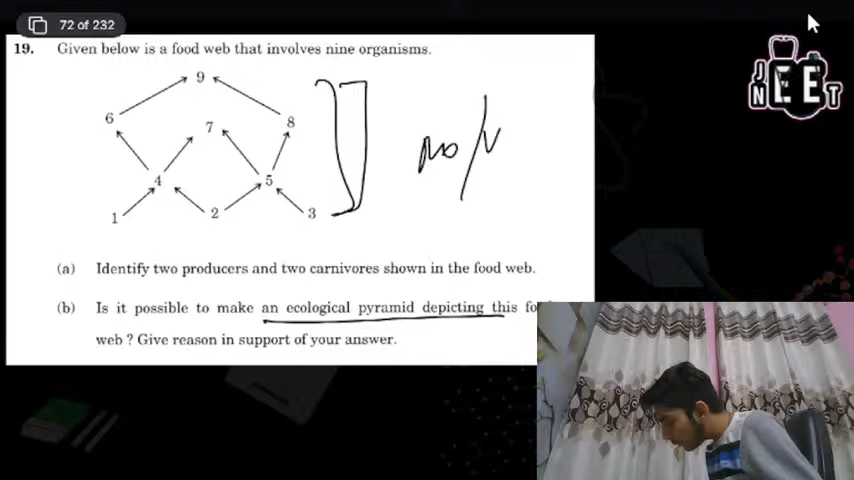 72 of 232
19. Given below is a food web that involves nine organisms.
9
6
7
8
4
5
1
2
3
no
(a) Identify two producers and two carnivores shown in the food web.
(b) Is it possible to make an ecological pyramid depicting this
web ? Give reason in support of your answer.
J
NEET